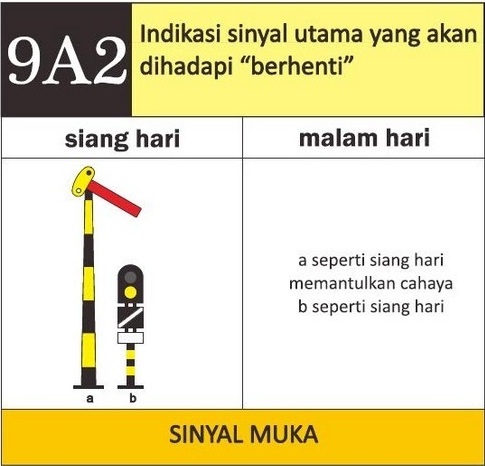 9A2
Indikasi sinyal utama yang akan
dihadapi “berhenti”
siang hari
malam hari
a seperti siang hari
memantulkan cahaya
b seperti siang hari
a
b
SINYAL MUKA